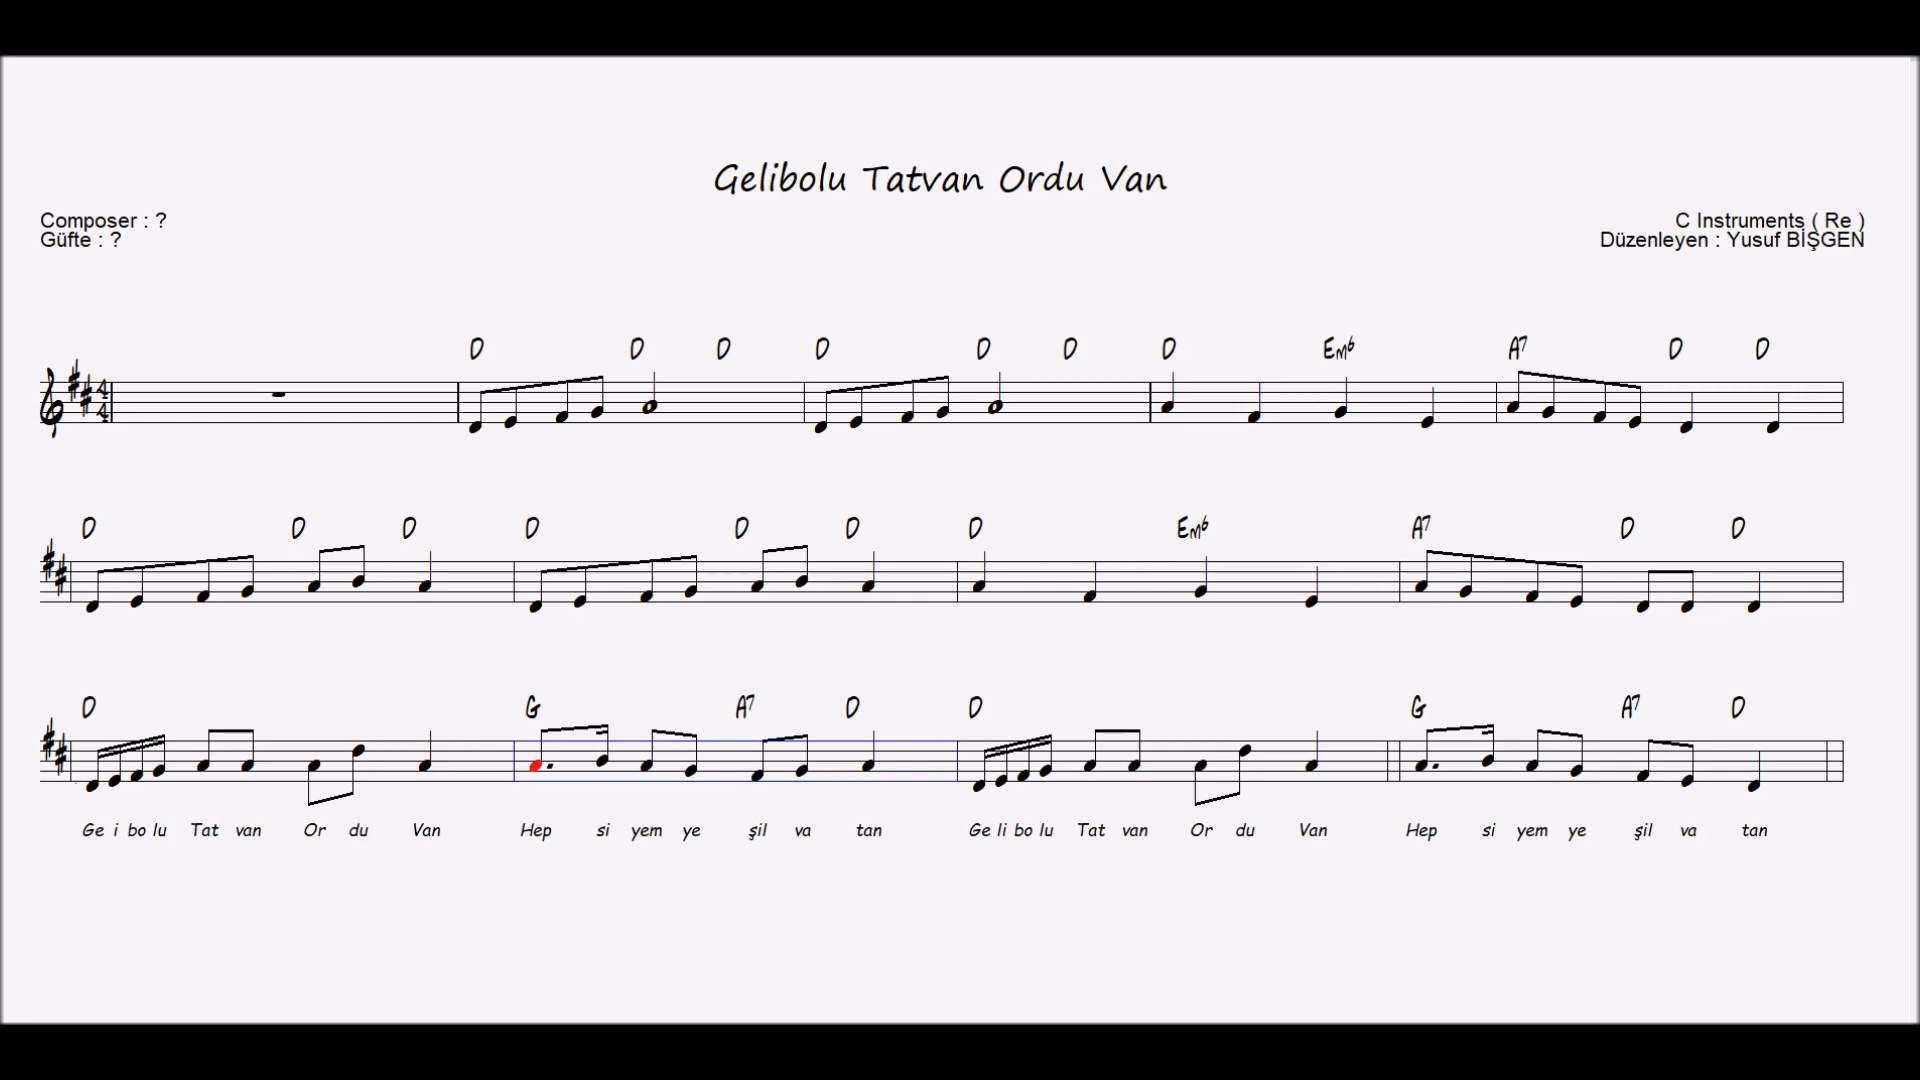 Gelibolu Tatvan Ordu Van
Composer : ?
Güfte : ?
C Instruments ( Re )
Düzenleyen : Yusuf BİŞGEN
D D D D D D D Em6 A7 D D
4
4
D D D D D D D Em6 A7 D D
D G A7 D D G A7 D
Ge i bo lu Tat van Or du Van Hep si yem ye şil va tan Ge li bo lu Tat van Or du Van Hep si yem ye şil va tan